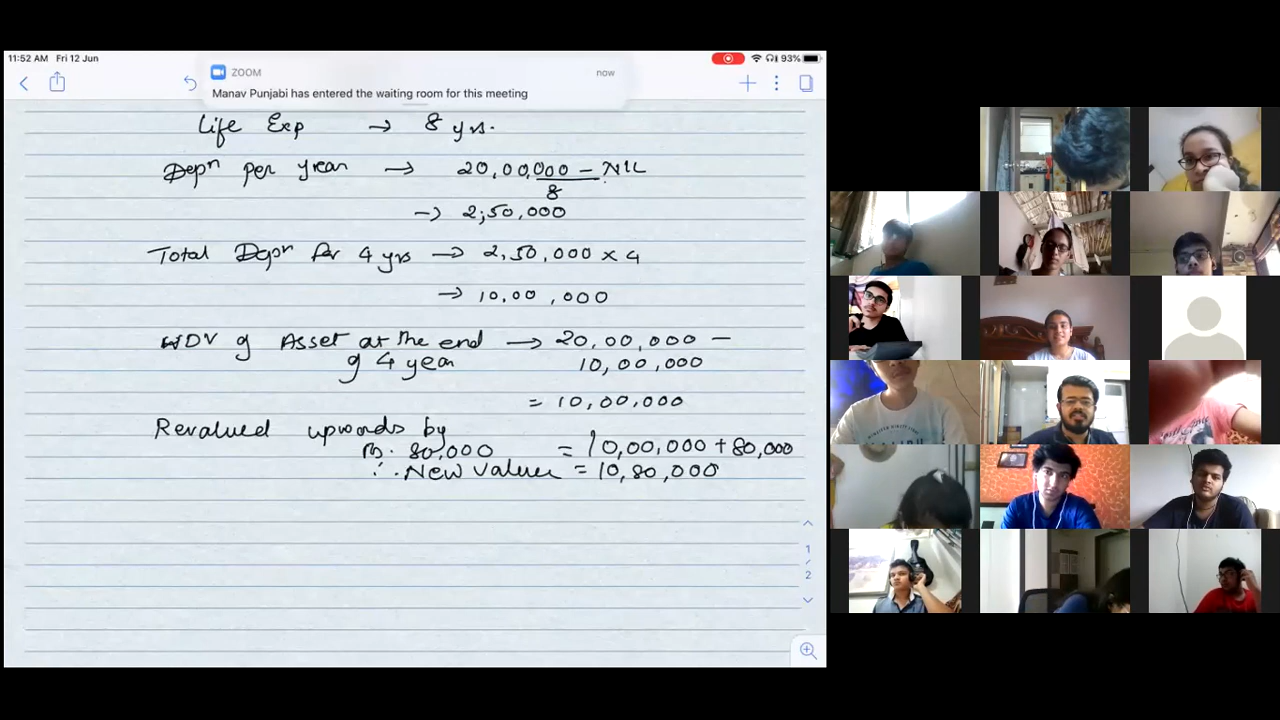 11:52 AM Fri 12 Jun
93%
ZOOM
now
Manav Punjabi has entered the waiting room for this meeting
Life Exp → 8 yrs.
Depn per year → 20,00,000 – NIL
8
→ 2,50,000
Total Depn for 4 yrs → 2,50,000 × 4
→ 10,00,000
WDV of Asset at the end → 20,00,000 –
of 4 year 10,00,000
= 10,00,000
Revalued upwards by
Rs. 80,000 = 10,00,000 + 80,000
∴ New value = 10,80,000
1
/
2